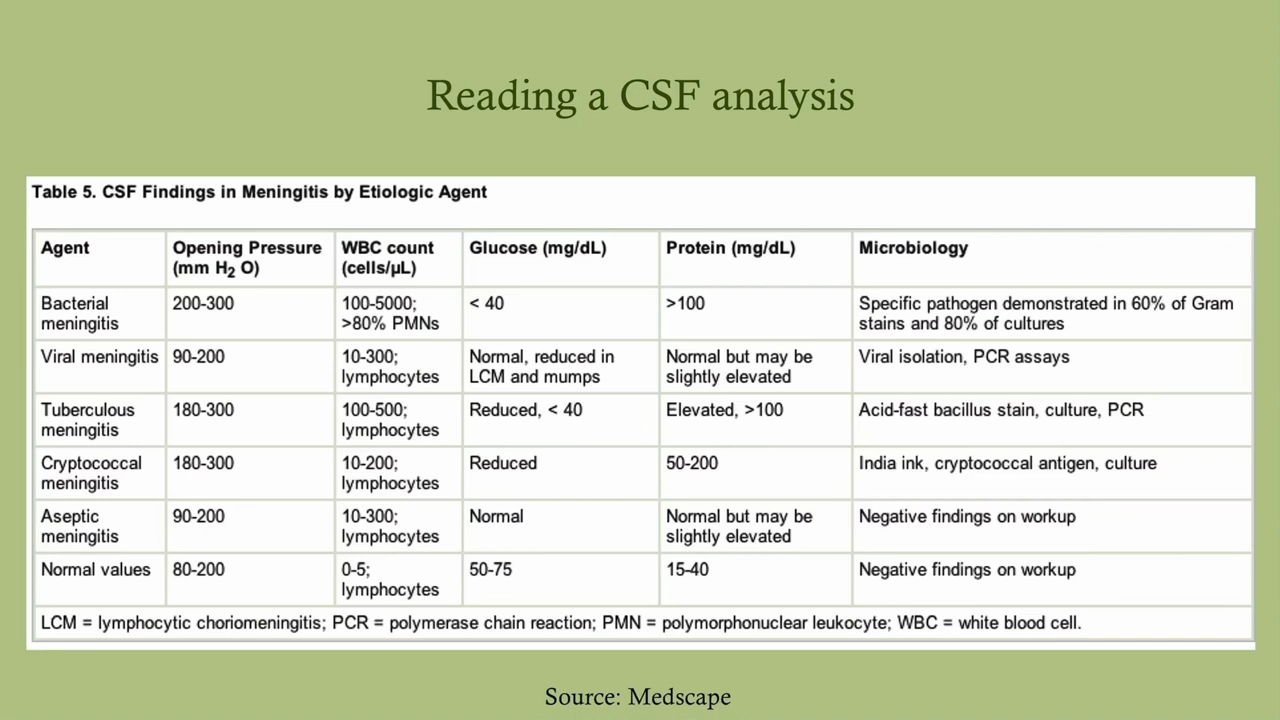 Reading a CSF analysis
Table 5. CSF Findings in Meningitis by Etiologic Agent
Agent Opening Pressure (mm H2 O) WBC count (cells/µL) Glucose (mg/dL) Protein (mg/dL) Microbiology
Bacterial meningitis 200-300 100-5000; >80% PMNs < 40 >100 Specific pathogen demonstrated in 60% of Gram stains and 80% of cultures
Viral meningitis 90-200 10-300; lymphocytes Normal, reduced in LCM and mumps Normal but may be slightly elevated Viral isolation, PCR assays
Tuberculous meningitis 180-300 100-500; lymphocytes Reduced, < 40 Elevated, >100 Acid-fast bacillus stain, culture, PCR
Cryptococcal meningitis 180-300 10-200; lymphocytes Reduced 50-200 India ink, cryptococcal antigen, culture
Aseptic meningitis 90-200 10-300; lymphocytes Normal Normal but may be slightly elevated Negative findings on workup
Normal values 80-200 0-5; lymphocytes 50-75 15-40 Negative findings on workup
LCM = lymphocytic choriomeningitis; PCR = polymerase chain reaction; PMN = polymorphonuclear leukocyte; WBC = white blood cell.
Source: Medscape